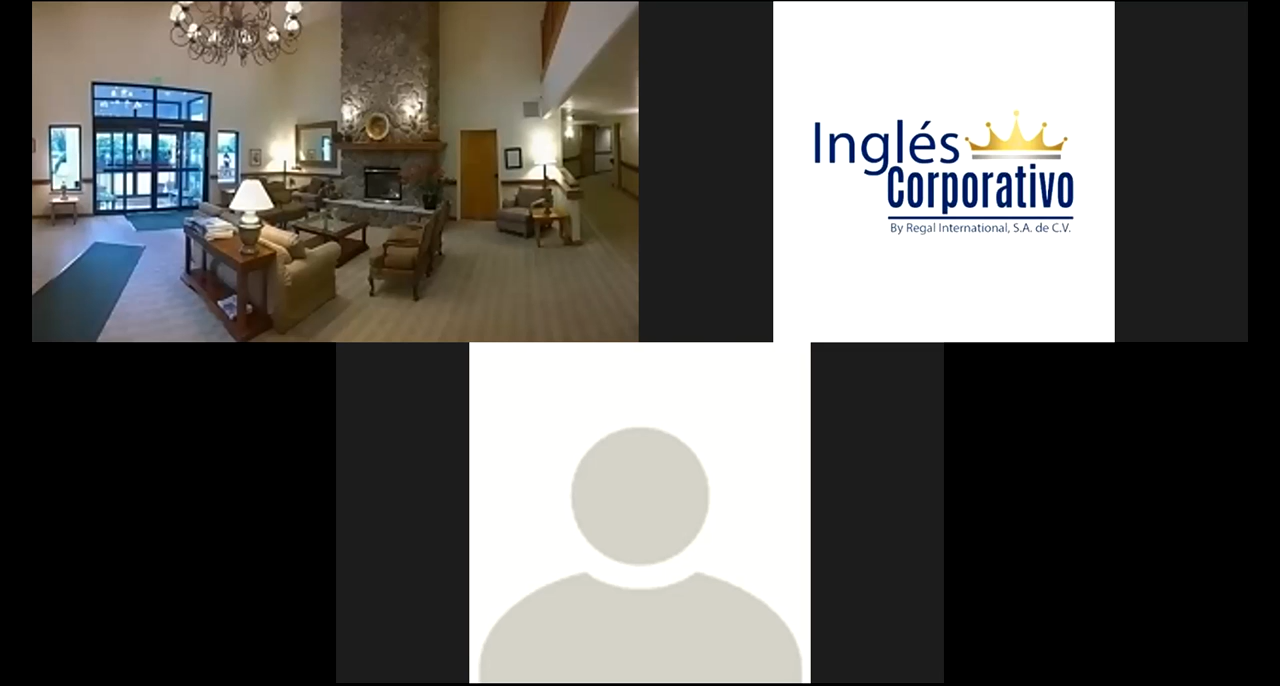 Inglés
Corporativo
By Regal International, S.A. de C.V.